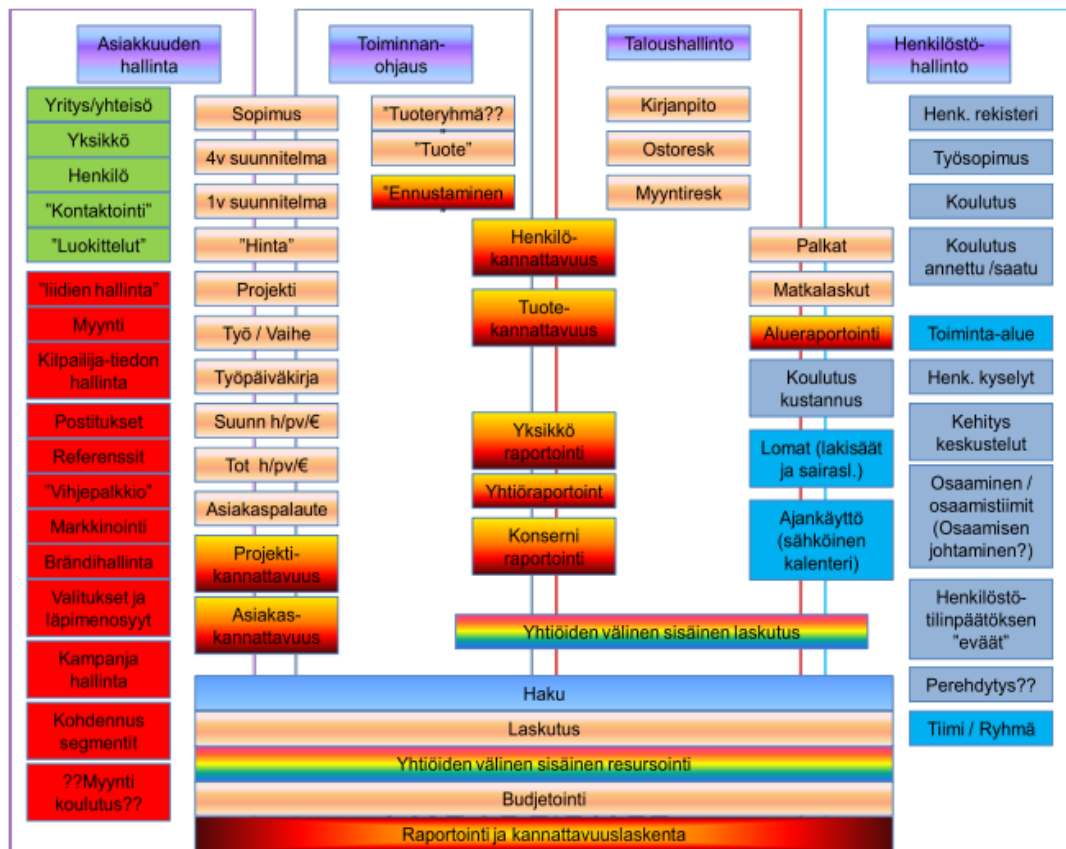 Asiakkuuden
hallinta
Toiminnan-
ohjaus
Taloushallinto
Henkilöstö-
hallinto
Yritys/yhteisö
Yksikkö
Henkilö
"Kontaktointi"
"Luokittelut"
"liidien hallinta"
Myynti
Kilpailija-tiedon
hallinta
Postitukset
Referenssit
"Vihjepalkkio"
Markkinointi
Brändihallinta
Valitukset ja
läpimenosyyt
Kampanja
hallinta
Kohdennus
segmentit
??Myynti
koulutus??
Sopimus
4v suunnitelma
1v suunnitelma
"Hinta"
Projekti
Työ / Vaihe
Työpäiväkirja
Suunn h/pv/€
Tot h/pv/€
Asiakaspalaute
Projekti-
kannattavuus
Asiakas-
kannattavuus
"Tuoteryhmä??
"
"Tuote"
"Ennustaminen
"
Henkilö-
kannattavuus
Tuote-
kannattavuus
Yksikkö
raportointi
Yhtiöraportoint
Konserni
raportointi
Kirjanpito
Ostoresk
Myyntiresk
Palkat
Matkalaskut
Alueraportointi
Koulutus
kustannus
Lomat (lakisäät
ja sairasl.)
Ajankäyttö
(sähköinen
kalenteri)
Henk. rekisteri
Työsopimus
Koulutus
Koulutus
annettu /saatu
Toiminta-alue
Henk. kyselyt
Kehitys
keskustelut
Osaaminen /
osaamistiimit
(Osaamisen
johtaminen?)
Henkilöstö-
tilinpäätöksen
"eväät"
Perehdytys??
Tiimi / Ryhmä
Yhtiöiden välinen sisäinen laskutus
Haku
Laskutus
Yhtiöiden välinen sisäinen resursointi
Budjetointi
Raportointi ja kannattavuuslaskenta